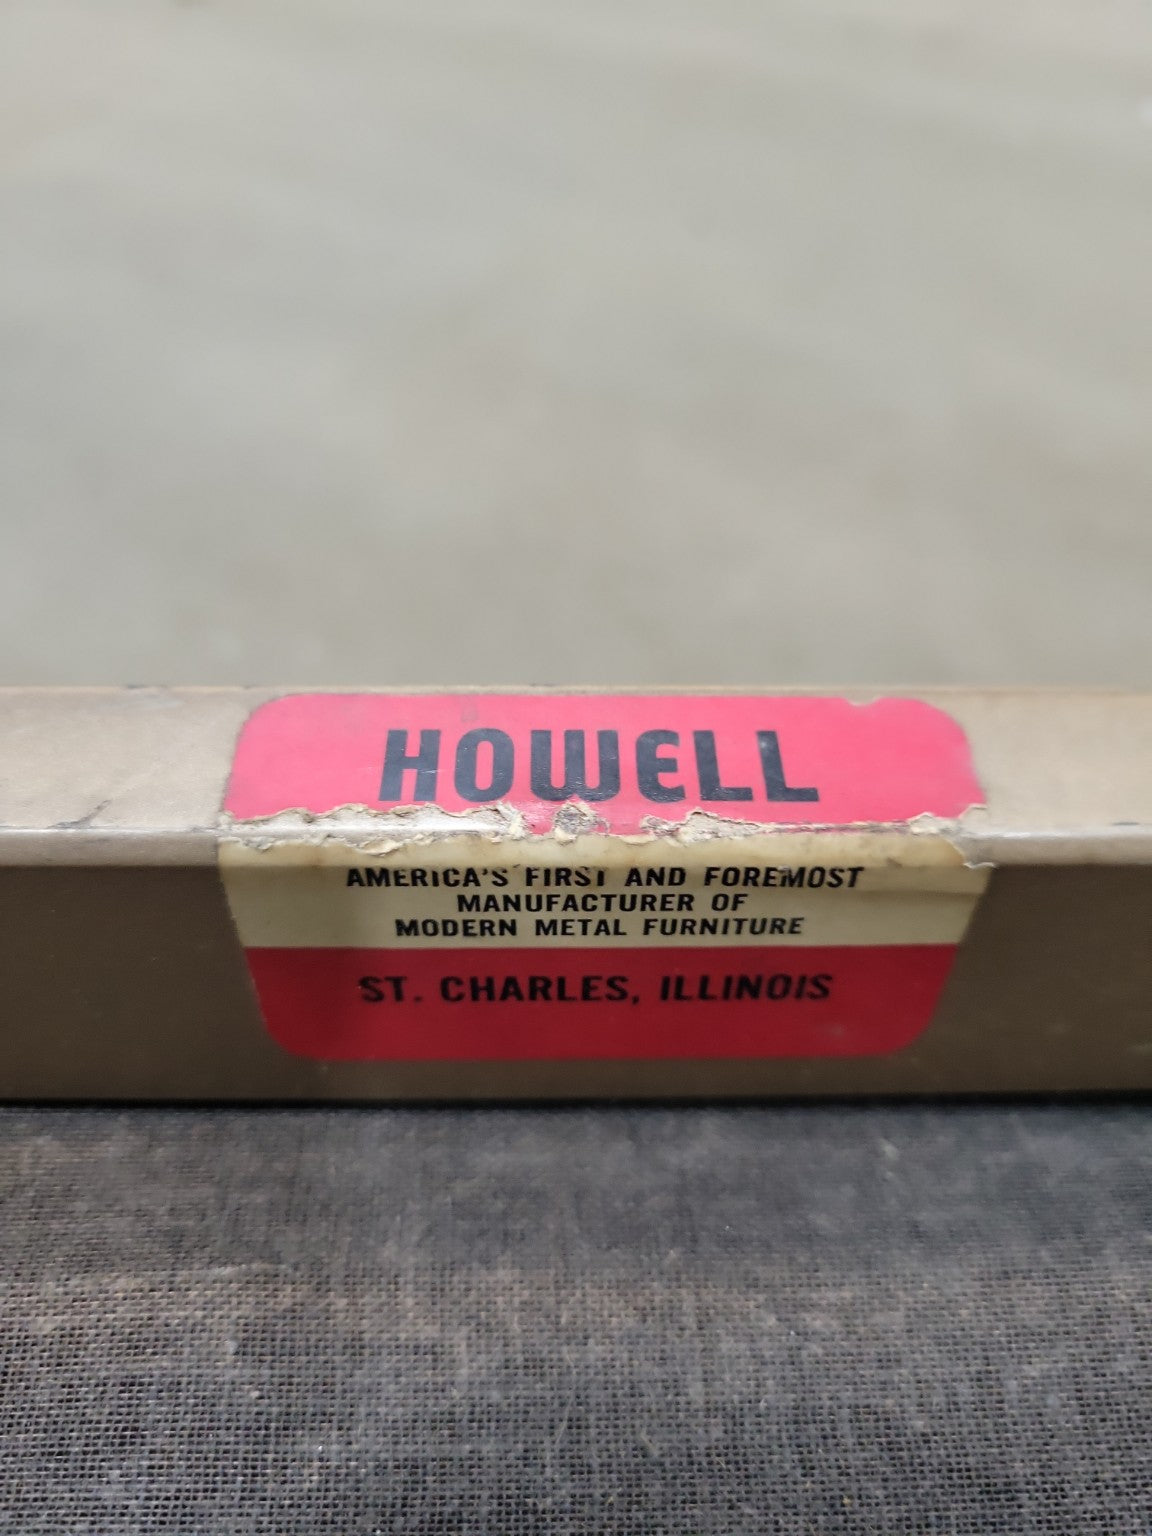 HOWELL
AMERICA'S FIRST AND FOREMOST
MANUFACTURER OF
MODERN METAL FURNITURE
ST. CHARLES, ILLINOIS